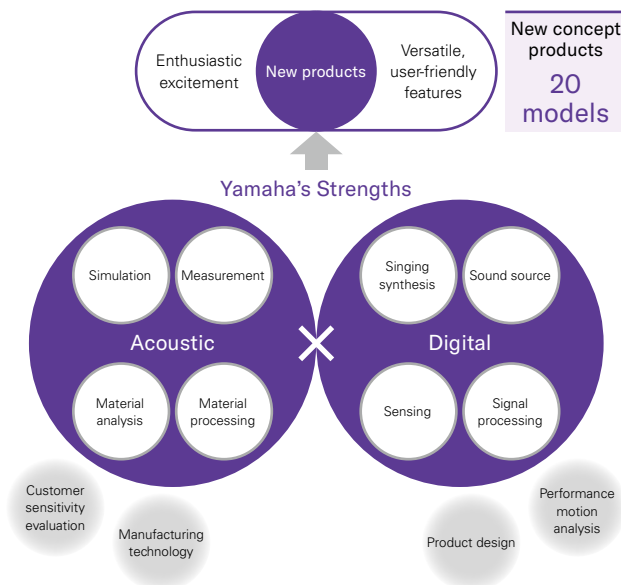 Enthusiastic
excitement
New products
Versatile,
user-friendly
features
New concept
products
20
models
Yamaha's Strengths
Simulation
Measurement
Singing
synthesis
Sound source
Acoustic
Digital
Material
analysis
Material
processing
Sensing
Signal
processing
Customer
sensitivity
evaluation
Manufacturing
technology
Product design
Performance
motion
analysis